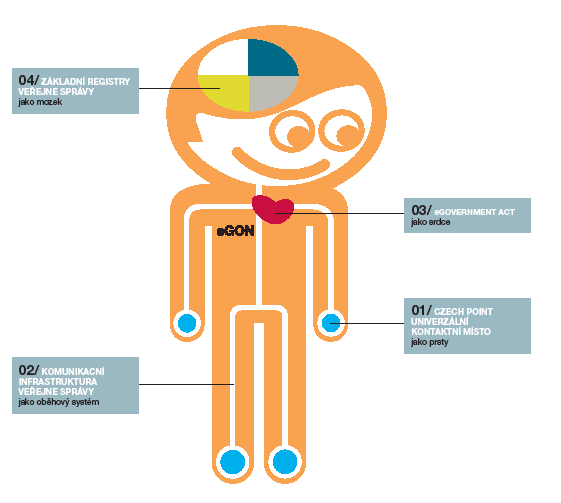 04/ ZÁKLADNÍ REGISTRY
VEŘEJNÉ SPRÁVY
jako mozek
03/ eGOVERNMENT ACT
jako srdce
eGON
01/ CZECH POINT
UNIVERZÁLNÍ
KONTAKTNÍ MÍSTO
jako prsty
02/ KOMUNIKACNÍ
INFRASTRUKTURA
VEŘEJNE SPRÁVY
jako oběhový systém